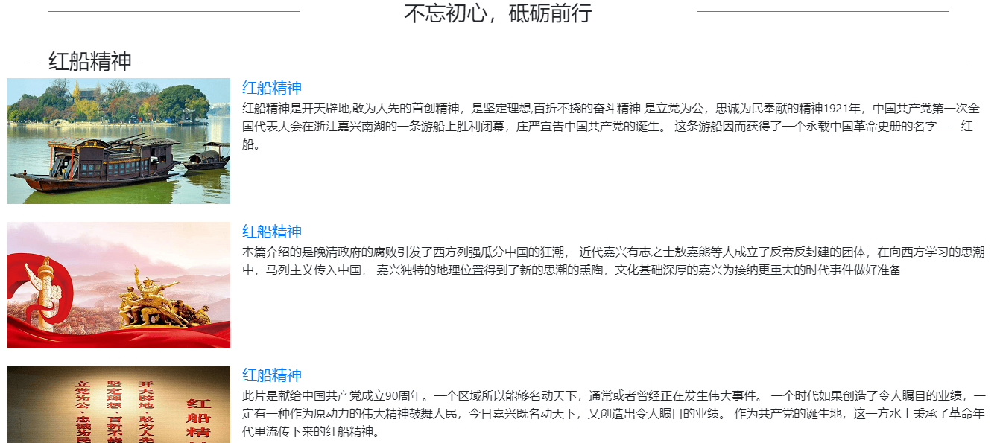 不忘初心，砥砺前行
红船精神
红船精神
红船精神是开天辟地,敢为人先的首创精神，是坚定理想,百折不挠的奋斗精神 是立党为公，忠诚为民奉献的精神1921年，中国共产党第一次全
国代表大会在浙江嘉兴南湖的一条游船上胜利闭幕，庄严宣告中国共产党的诞生。 这条游船因而获得了一个永载中国革命史册的名字——红
船。
红船精神
本篇介绍的是晚清政府的腐败引发了西方列强瓜分中国的狂潮， 近代嘉兴有志之士敖嘉熊等人成立了反帝反封建的团体，在向西方学习的思潮
中，马列主义传入中国， 嘉兴独特的地理位置得到了新的思潮的熏陶，文化基础深厚的嘉兴为接纳更重大的时代事件做好准备
红船精
开天辟地、敢为人先
坚定理想、百折不挠
立党为公、忠诚为民
红船精神
此片是献给中国共产党成立90周年。一个区域所以能够名动天下，通常或者曾经正在发生伟大事件。 一个时代如果创造了令人瞩目的业绩，一
定有一种作为原动力的伟大精神鼓舞人民，今日嘉兴既名动天下，又创造出令人瞩目的业绩。 作为共产党的诞生地，这一方水土秉承了革命年
代里流传下来的红船精神。